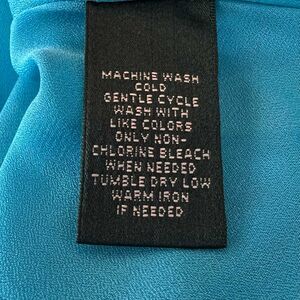 MACHINE WASH
COLD
GENTLE CYCLE
WASH WITH
LIKE COLORS
ONLY NON-
CHLORINE BLEACH
WHEN NEEDED
TUMBLE DRY LOW
WARM IRON
IF NEEDED